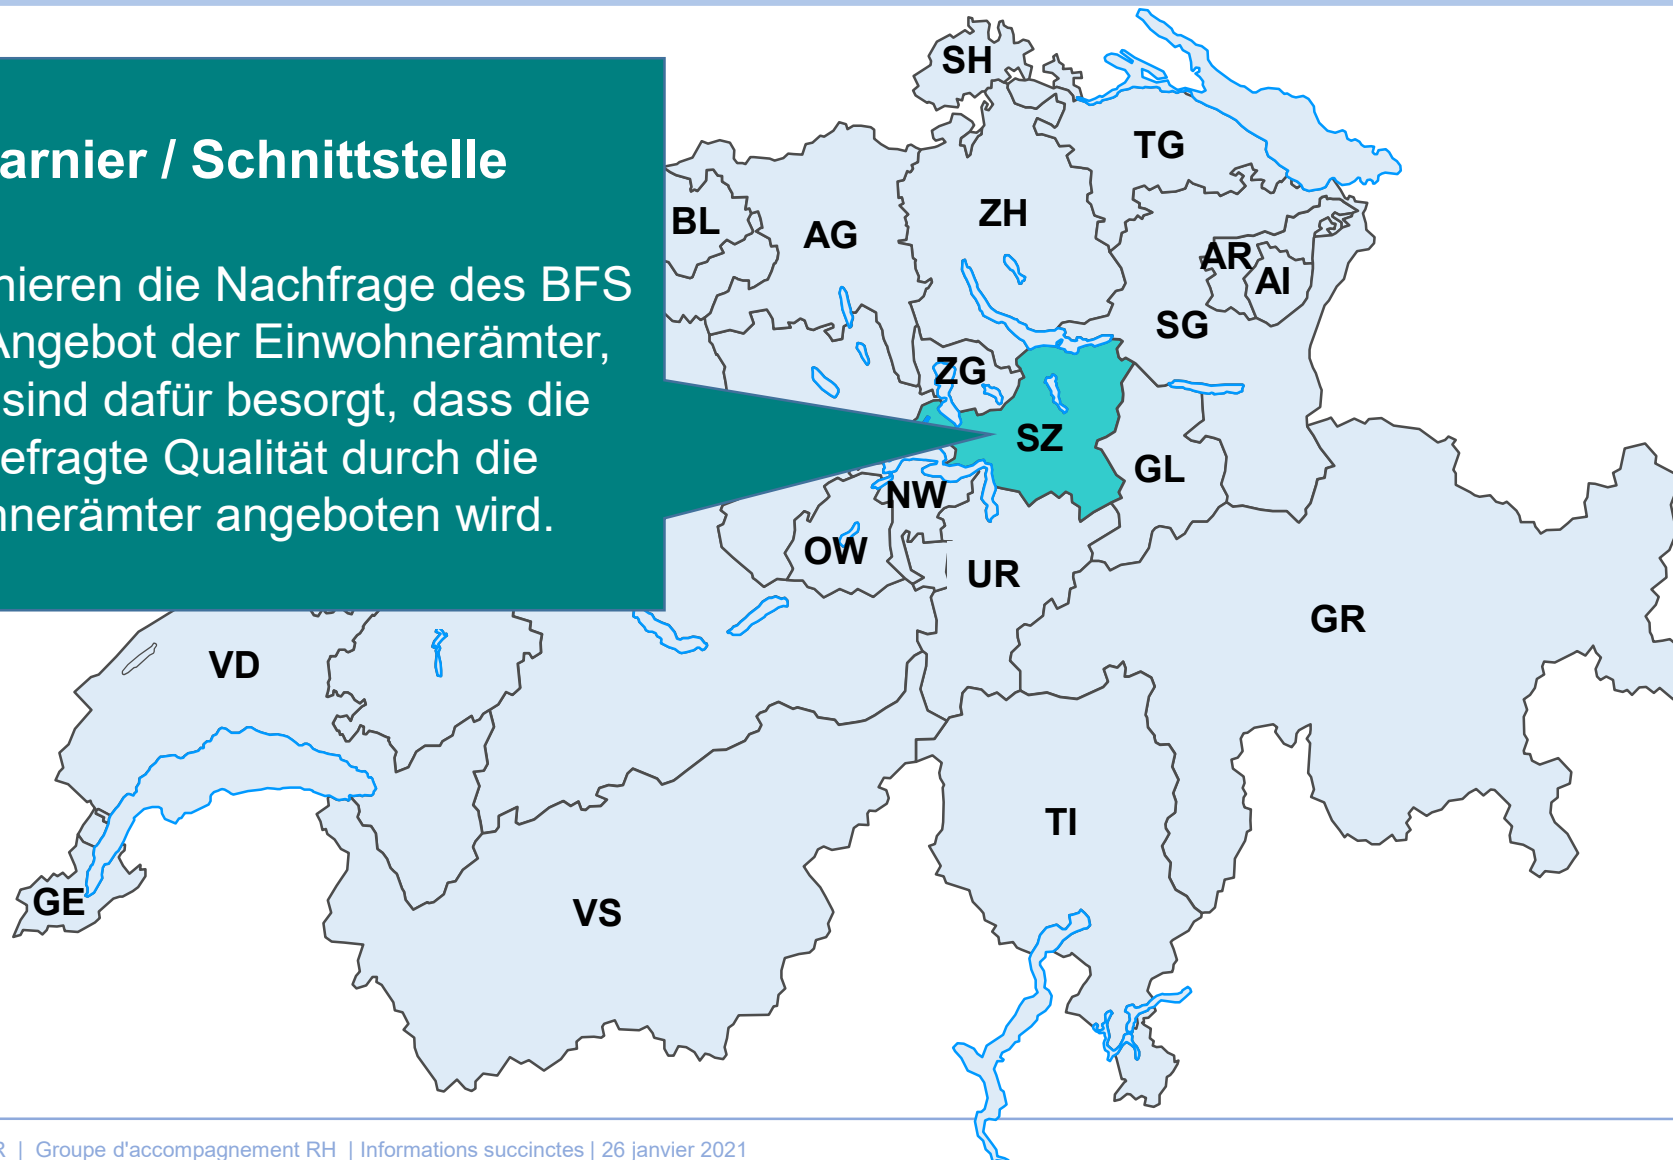 SH
arnier / Schnittstelle
TG
BL
AG
ZH
AR
AI
nieren die Nachfrage des BFS
Angebot der Einwohnerämter,
sind dafür besorgt, dass die
efragte Qualität durch die
nnerämter angeboten wird.
SG
ZG
SZ
GL
NW
OW
UR
GR
VD
TI
GE
VS
R | Groupe d'accompagnement RH | Informations succinctes | 26 janvier 2021